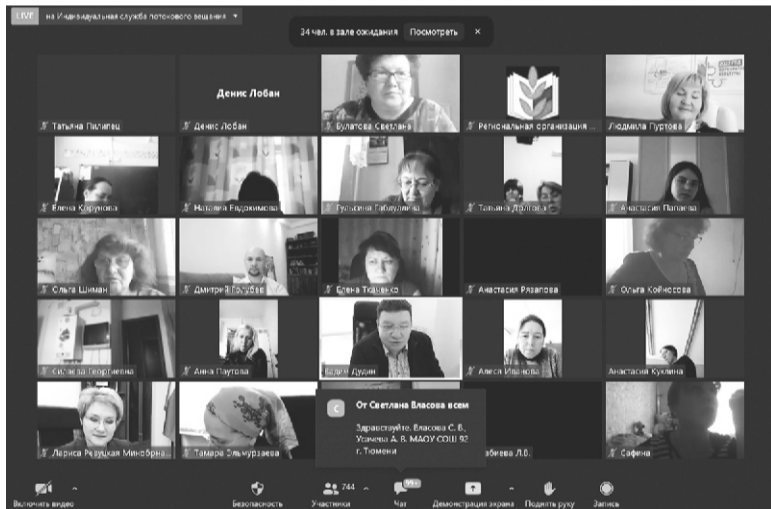 LIVE на Индивидуальная служба потокового вещания
34 чел. в зале ожидания Посмотреть
Денис Лобан
Татьяна Пилипец
Денис Лобан
Булатова Светлана
Региональная организация ...
Людмила Пуртова
Елена Корунова
Наталия Евдокимова
Гульсина Габдуллина
Татьяна Долгова
Анастасия Папаева
Ольга Шиман
Дмитрий Голубев
Елена Ткаченко
Анастасия Рязапова
Ольга Койносова
Силаева Георгиевна
Анна Паутова
Вадим Дудин
Алеся Иванова
Анастасия Куклина
Лариса Ревуцкая Минобрна...
Тамара Эльмурзаева
С
От Светлана Власова всем
Здравствуйте. Власова С. В.,
Усачева А. В. МАОУ СОШ 92
г. Тюмени
Л.В.
Сафина
Включить видео
Безопасность
Участники
744
Чат
99+
Демонстрация экрана
Поднять руку
Запись